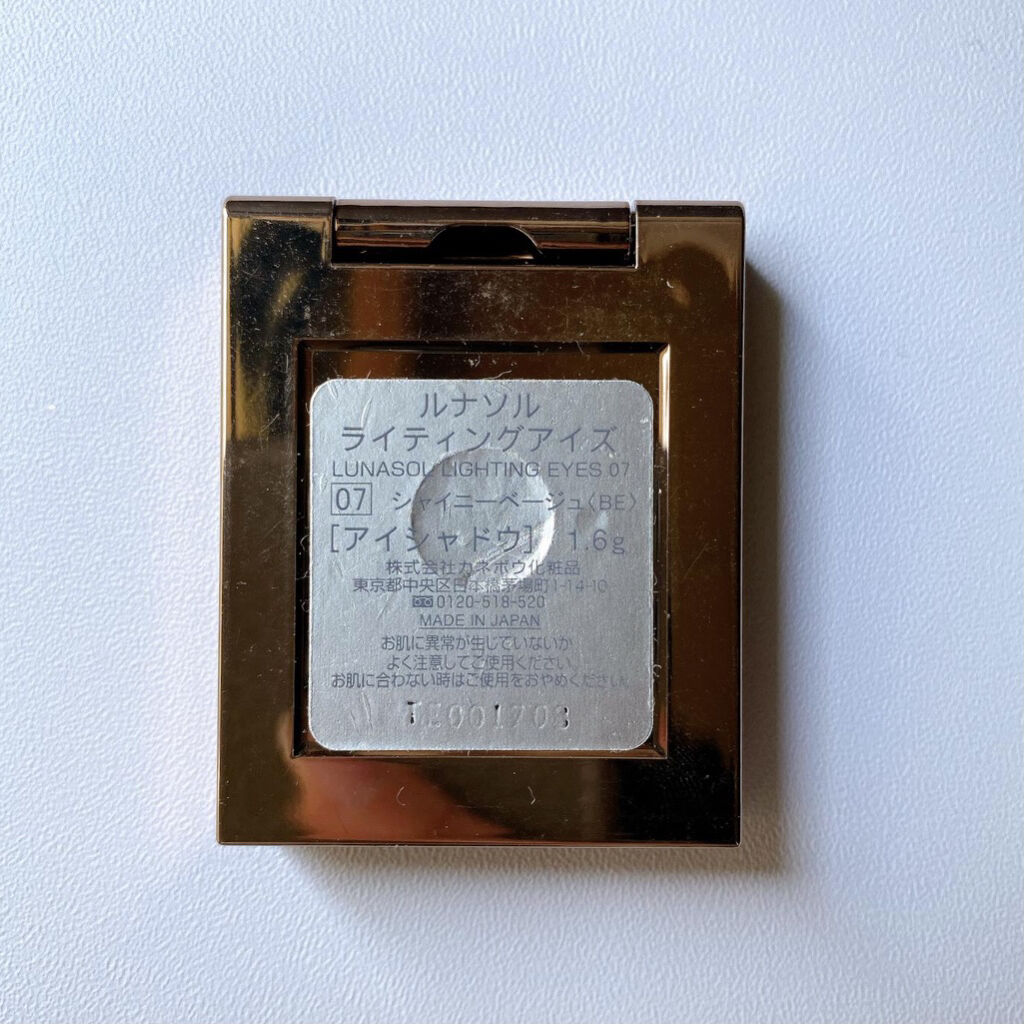 ルナソル
ライティングアイズ
LUNASOL LIGHTING EYES 07
07 シャイニーベージュ〈BE〉
[アイシャドウ] 1.6g
株式会社カネボウ化粧品
東京都中央区日本橋茅場町1-14-10
0120-518-520
MADE IN JAPAN
お肌に異常が生じていないか
よく注意してご使用ください。
お肌に合わない時はご使用をおやめください。